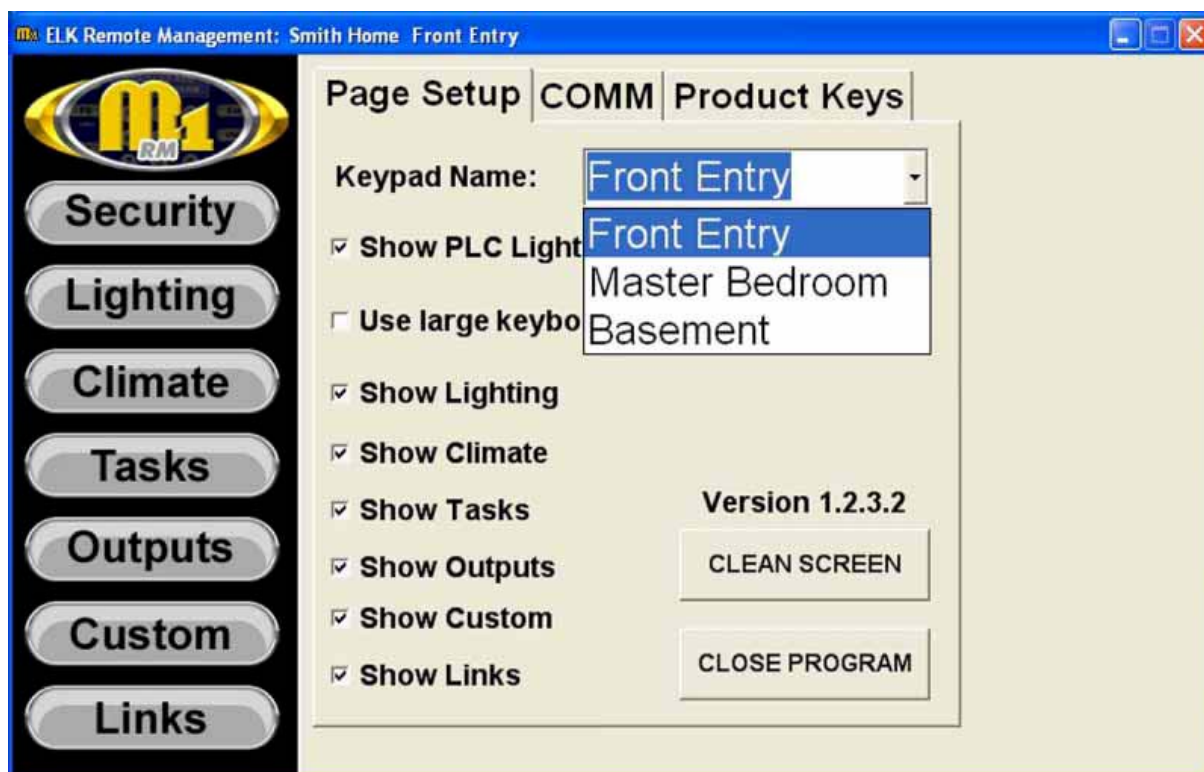 ELK Remote Management: Smith Home Front Entry
M1
RM
Security
Lighting
Climate
Tasks
Outputs
Custom
Links
Page Setup COMM Product Keys
Keypad Name: Front Entry
Front Entry
Master Bedroom
Basement
Show PLC Light
Use large keybo
Show Lighting
Show Climate
Show Tasks
Show Outputs
Show Custom
Show Links
Version 1.2.3.2
CLEAN SCREEN
CLOSE PROGRAM